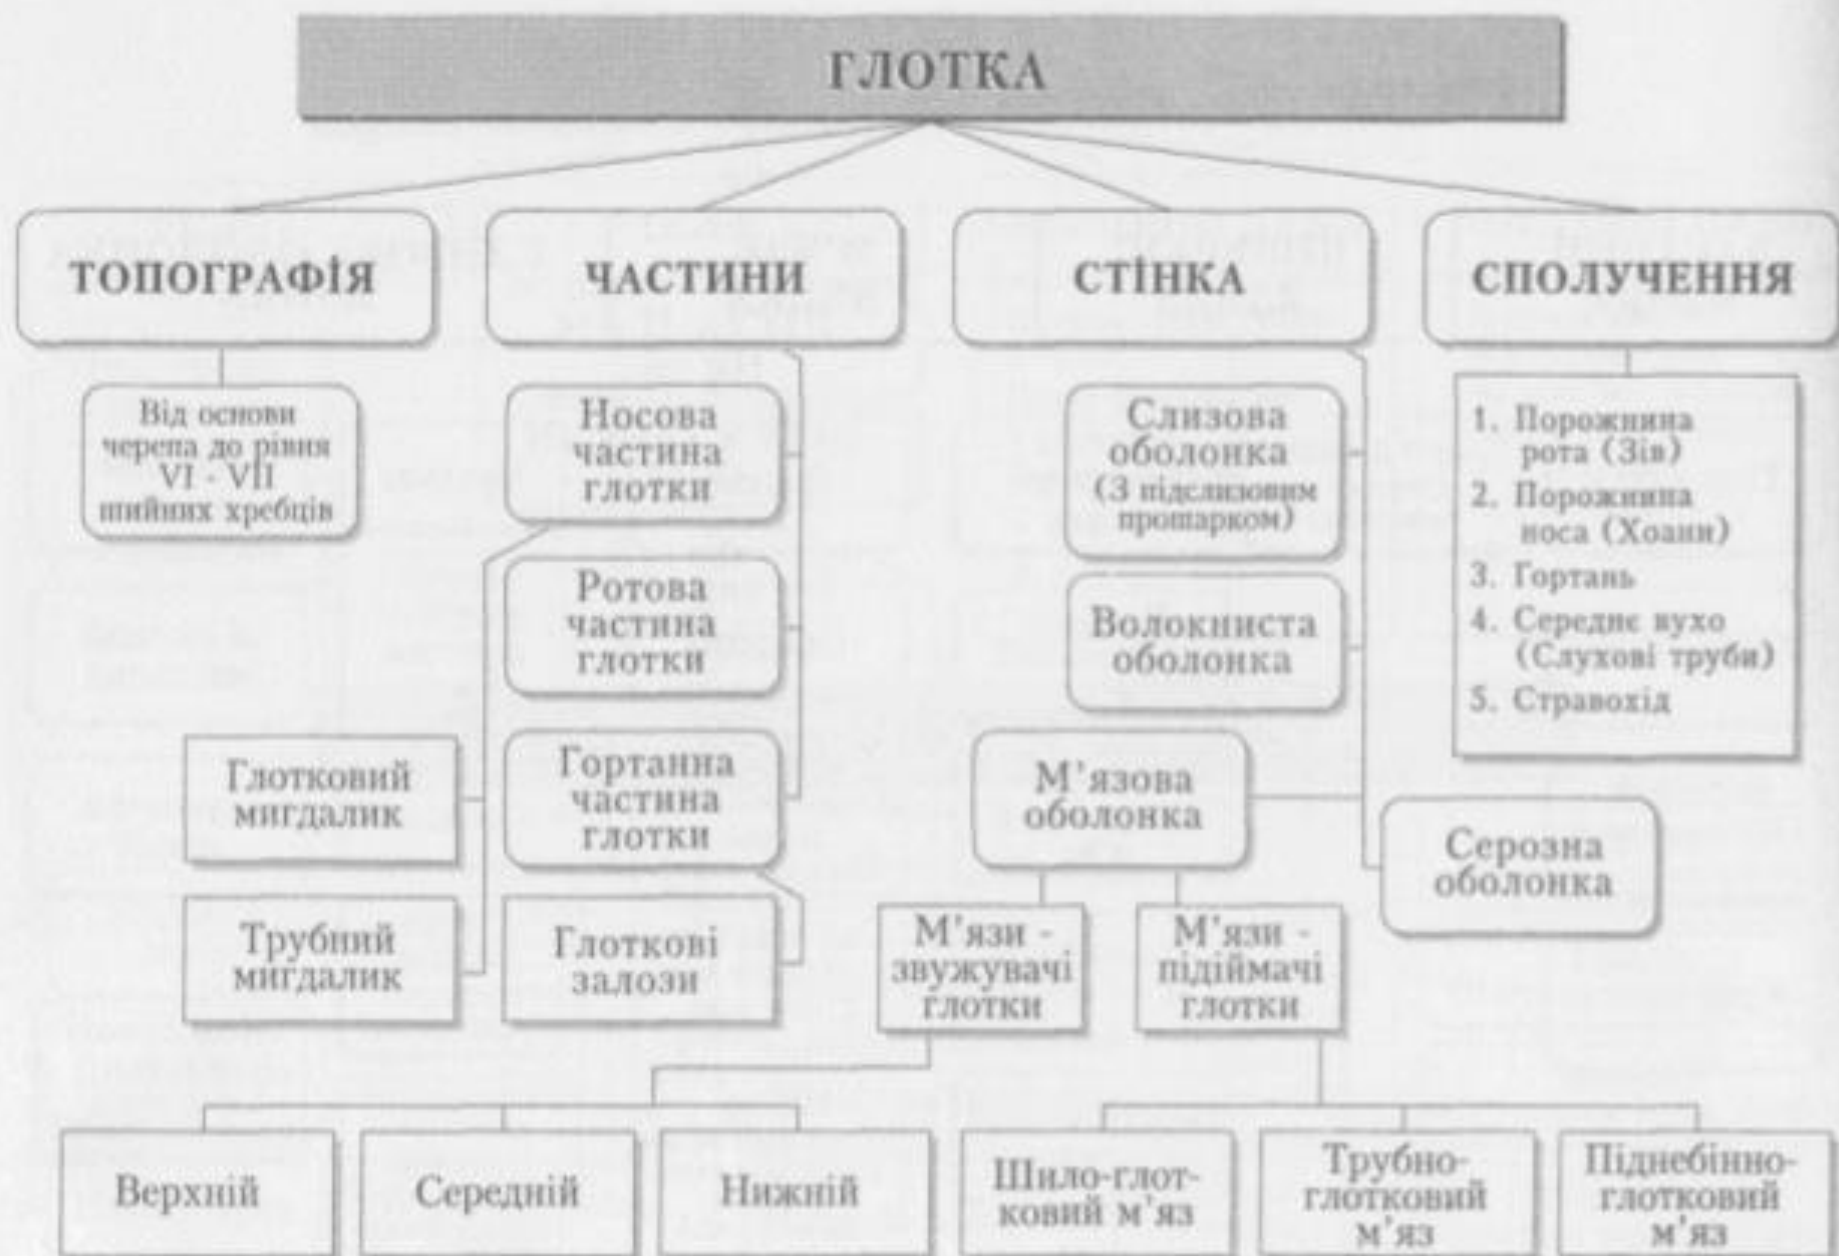 ГЛОТКА
ТОПОГРАФІЯ
ЧАСТИНИ
СТІНКА
СПОЛУЧЕННЯ
Від основи
черепа до рівня
VI - VII
шийних хребців
Носова
частина
глотки
Ротова
частина
глотки
Гортанна
частина
глотки
Глотковий
мигдалик
Трубний
мигдалик
Глоткові
залози
Слизова
оболонка
(З підслизовим
прошарком)
Волокниста
оболонка
М'язова
оболонка
Серозна
оболонка
1. Порожнина
рота (Зів)
2. Порожнина
носа (Хоани)
3. Гортань
4. Середнє вухо
(Слухові труби)
5. Стравохід
М'язи -
звужувачі
глотки
М'язи -
підіймачі
глотки
Верхній
Середній
Нижній
Шило-глот-
ковий м'яз
Трубно-
глотковий
м'яз
Піднебінно-
глотковий
м'яз